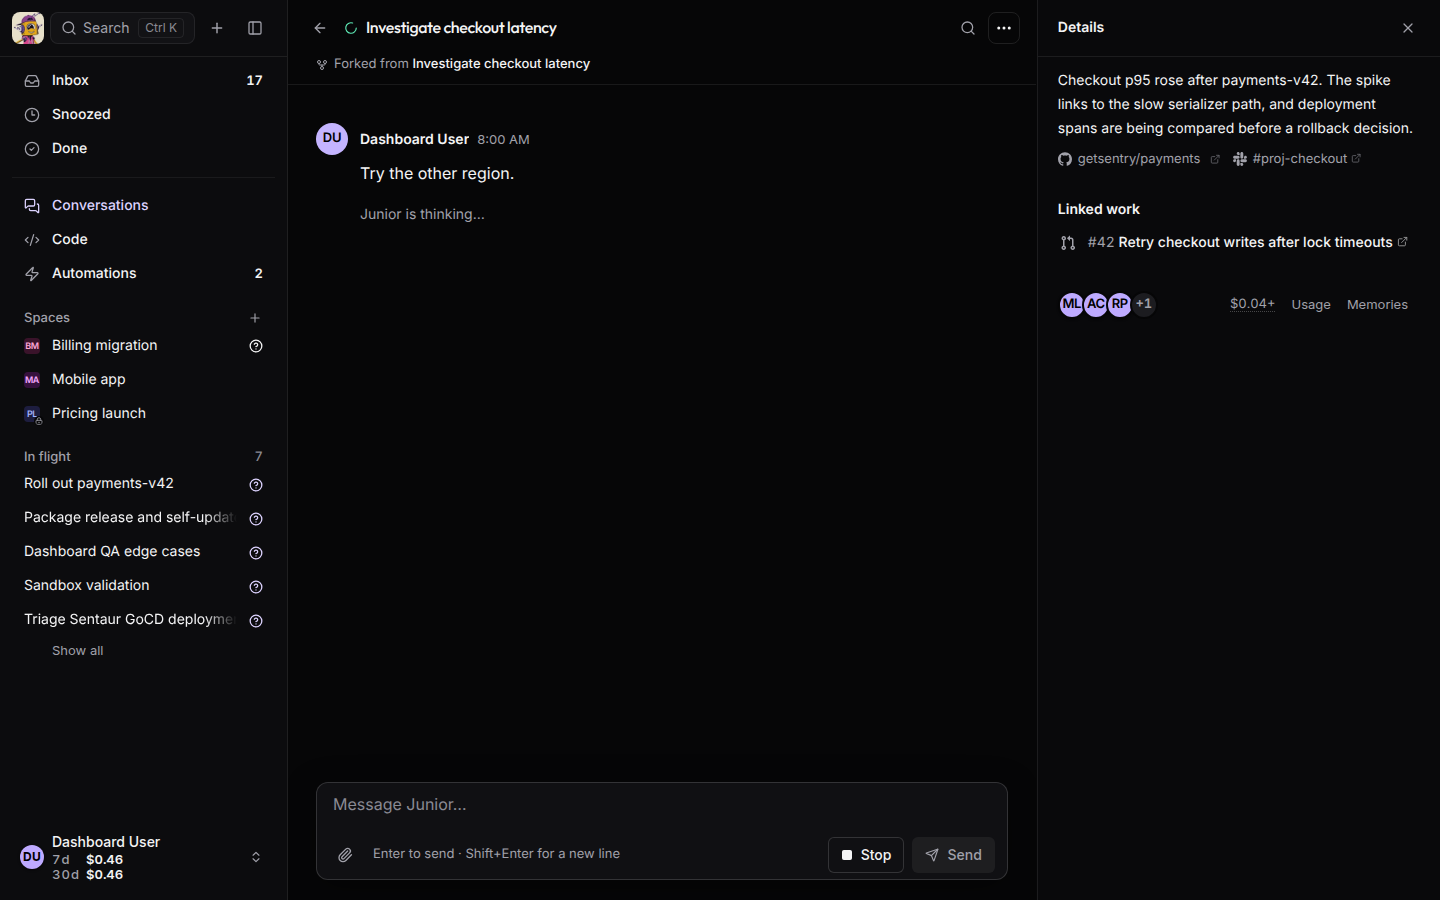 Search Ctrl K
Inbox 17
Snoozed
Done
Conversations
Code
Automations 2
Spaces
BM Billing migration
MA Mobile app
PL Pricing launch
In flight 7
Roll out payments-v42
Package release and self-updat
Dashboard QA edge cases
Sandbox validation
Triage Sentaur GoCD deployme
Show all
DU Dashboard User
7d $0.46
30d $0.46
Investigate checkout latency
Forked from Investigate checkout latency
DU Dashboard User 8:00 AM
Try the other region.
Junior is thinking...
Message Junior...
Enter to send · Shift+Enter for a new line
Stop
Send
Details
Checkout p95 rose after payments-v42. The spike
links to the slow serializer path, and deployment
spans are being compared before a rollback decision.
getsentry/payments #proj-checkout
Linked work
#42 Retry checkout writes after lock timeouts
ML AC RP +1 $0.04+ Usage Memories